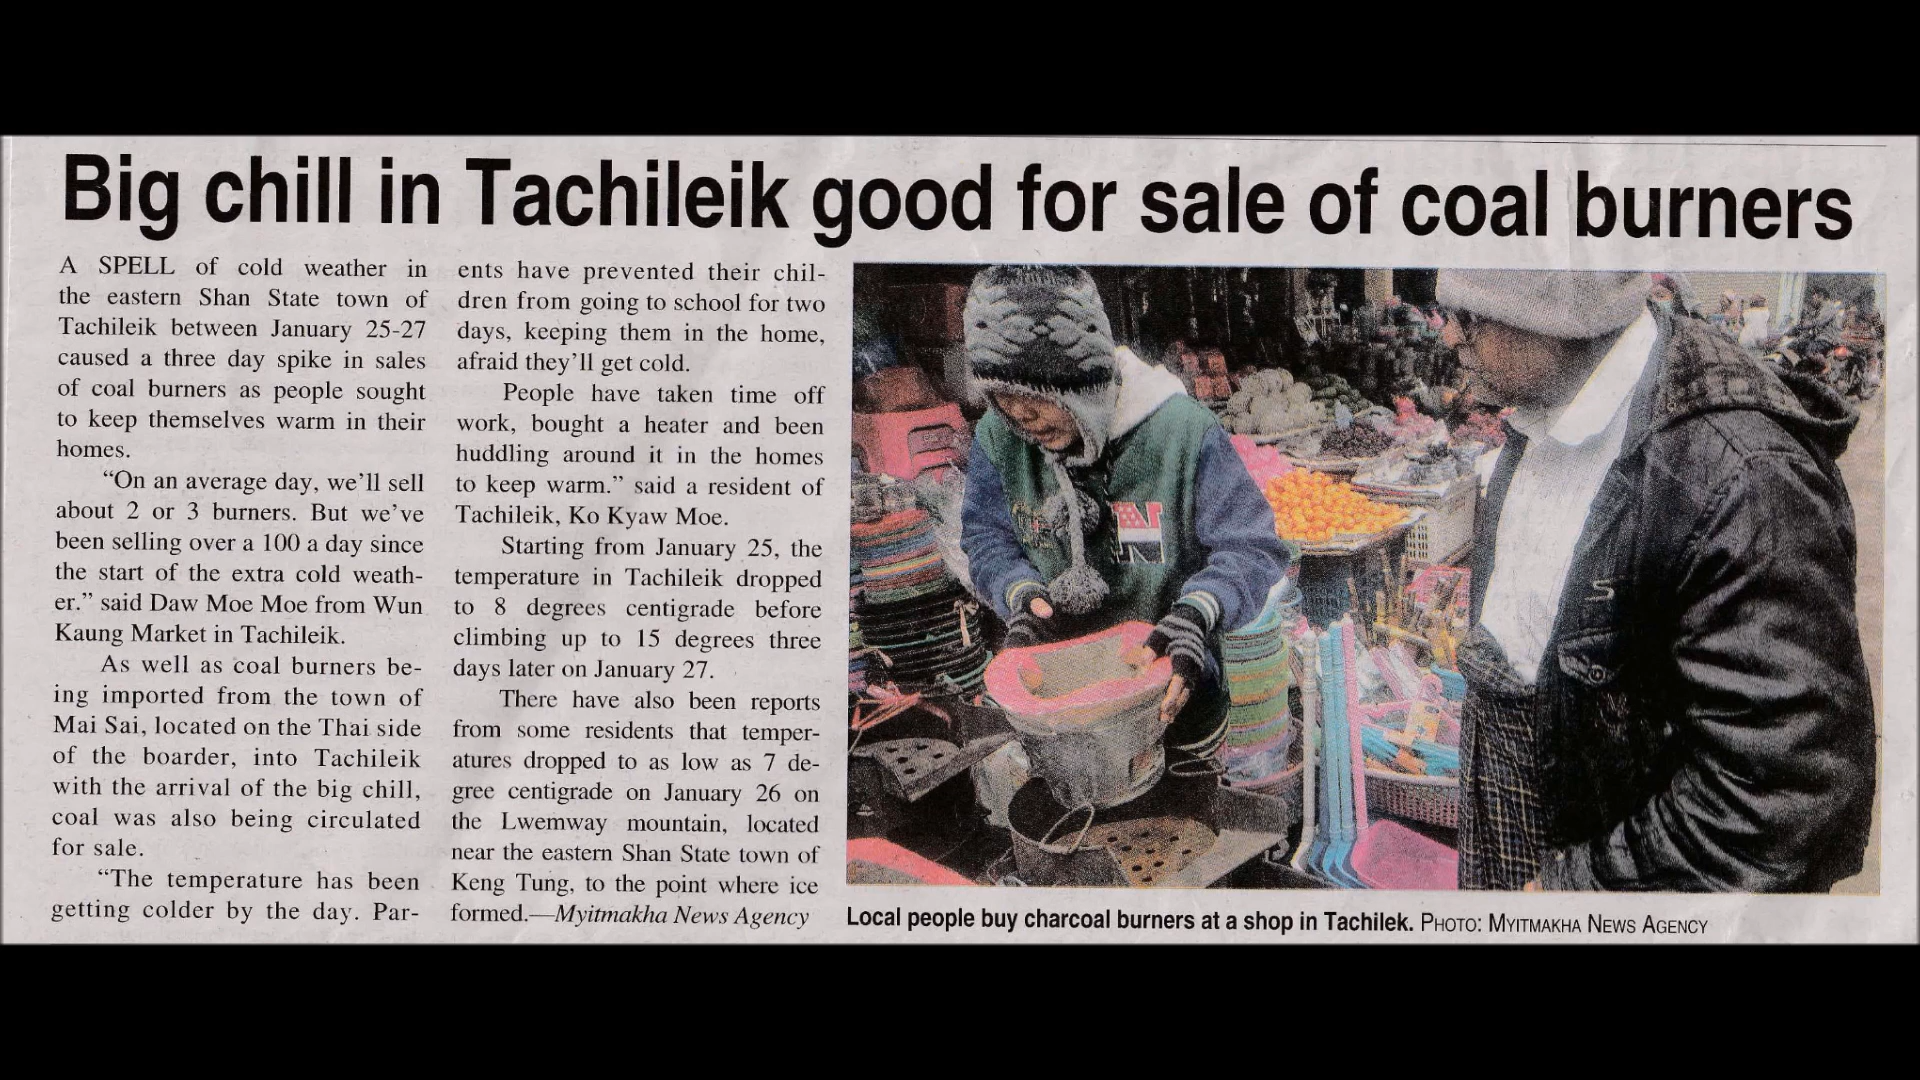 Big chill in Tachileik good for sale of coal burners
A SPELL of cold weather in
the eastern Shan State town of
Tachileik between January 25-27
caused a three day spike in sales
of coal burners as people sought
to keep themselves warm in their
homes.
“On an average day, we’ll sell
about 2 or 3 burners. But we’ve
been selling over a 100 a day since
the start of the extra cold weath-
er.” said Daw Moe Moe from Wun
Kaung Market in Tachileik.
As well as coal burners be-
ing imported from the town of
Mai Sai, located on the Thai side
of the boarder, into Tachileik
with the arrival of the big chill,
coal was also being circulated
for sale.
“The temperature has been
getting colder by the day. Par-
ents have prevented their chil-
dren from going to school for two
days, keeping them in the home,
afraid they’ll get cold.
People have taken time off
work, bought a heater and been
huddling around it in the homes
to keep warm.” said a resident of
Tachileik, Ko Kyaw Moe.
Starting from January 25, the
temperature in Tachileik dropped
to 8 degrees centigrade before
climbing up to 15 degrees three
days later on January 27.
There have also been reports
from some residents that temper-
atures dropped to as low as 7 de-
gree centigrade on January 26 on
the Lwemway mountain, located
near the eastern Shan State town of
Keng Tung, to the point where ice
formed.—Myitmakha News Agency
N
S
Local people buy charcoal burners at a shop in Tachilek. PHOTO: MYITMAKHA NEWS AGENCY